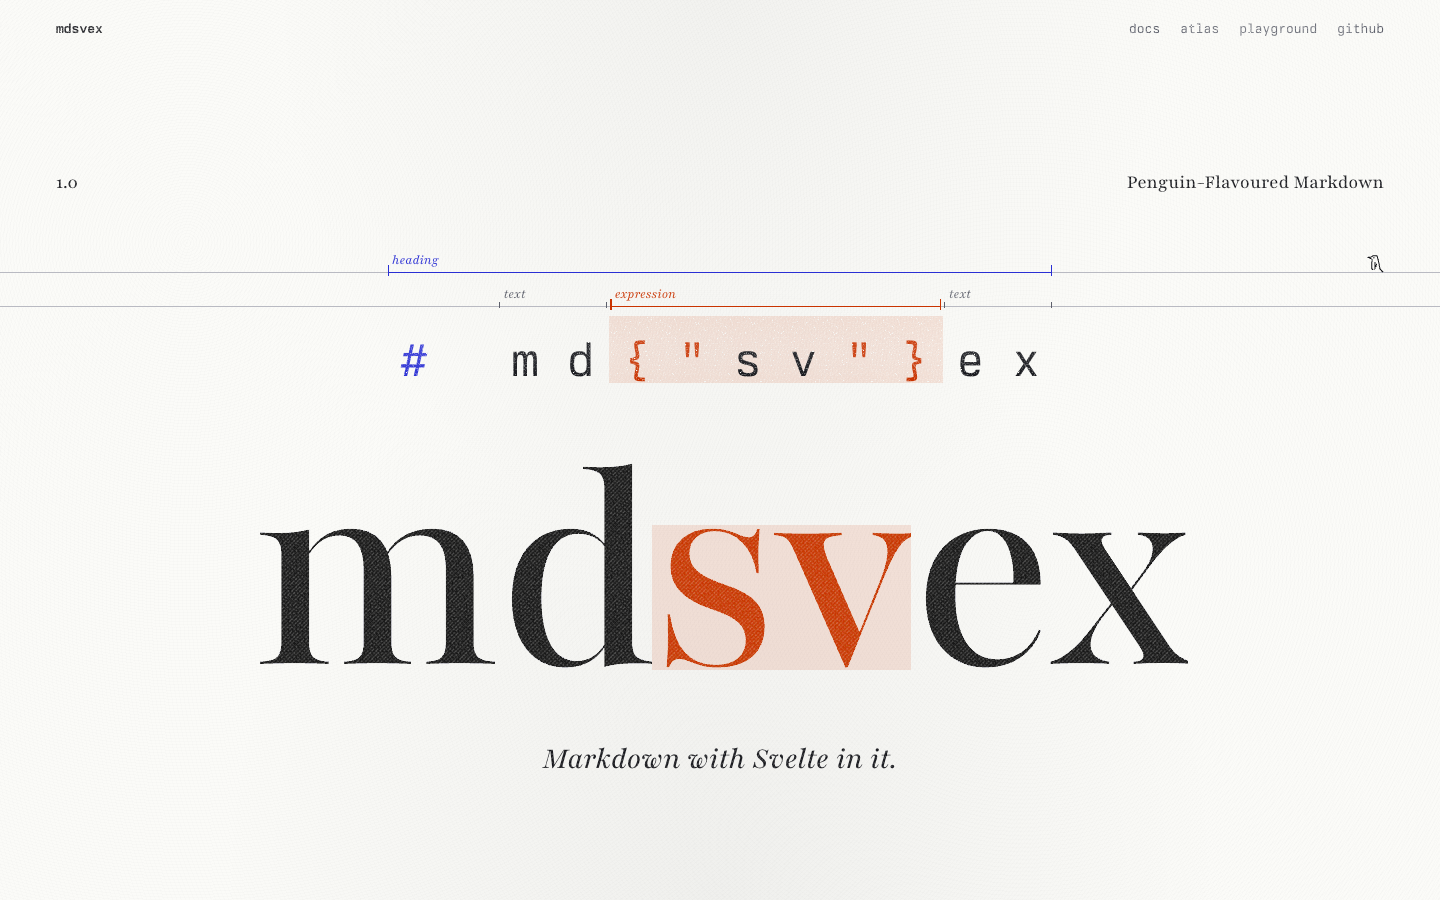 mdsvex
docs atlas playground github
1.0
Penguin-Flavoured Markdown
heading
text expression text
# md{"sv"}ex
mdsvex
Markdown with Svelte in it.